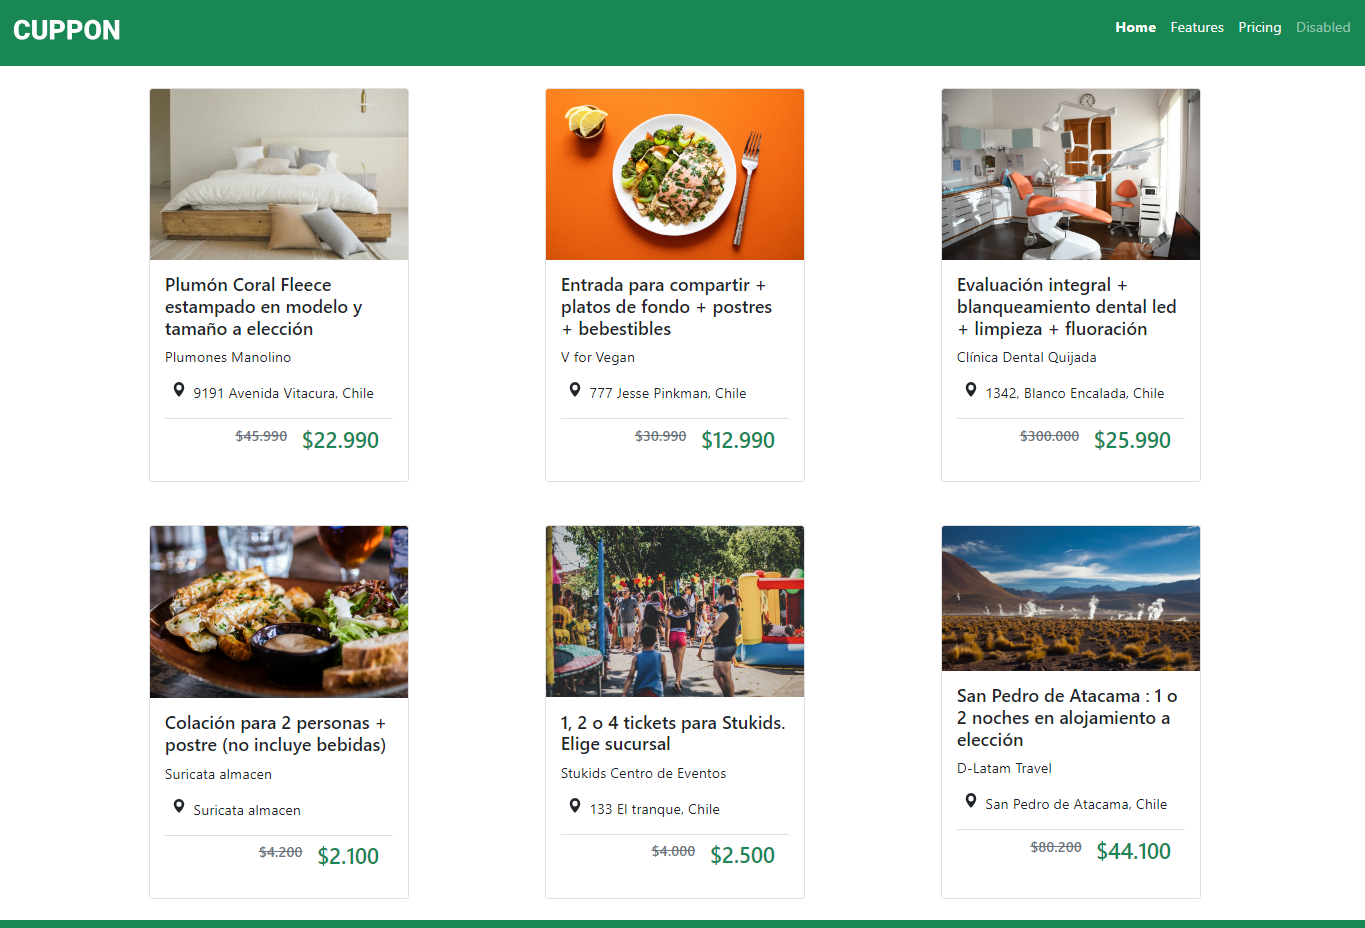 CUPPON
Home Features Pricing Disabled
Plumón Coral Fleece
estampado en modelo y
tamaño a elección
Plumones Manolino
9191 Avenida Vitacura, Chile
$45.990 $22.990
Entrada para compartir +
platos de fondo + postres
+ bebestibles
V for Vegan
777 Jesse Pinkman, Chile
$30.990 $12.990
Evaluación integral +
blanqueamiento dental led
+ limpieza + fluoración
Clínica Dental Quijada
1342, Blanco Encalada, Chile
$300.000 $25.990
Colación para 2 personas +
postre (no incluye bebidas)
Suricata almacen
Suricata almacen
$4.200 $2.100
1, 2 o 4 tickets para Stukids.
Elige sucursal
Stukids Centro de Eventos
133 El tranque, Chile
$4.000 $2.500
San Pedro de Atacama : 1 o
2 noches en alojamiento a
elección
D-Latam Travel
San Pedro de Atacama, Chile
$80.200 $44.100